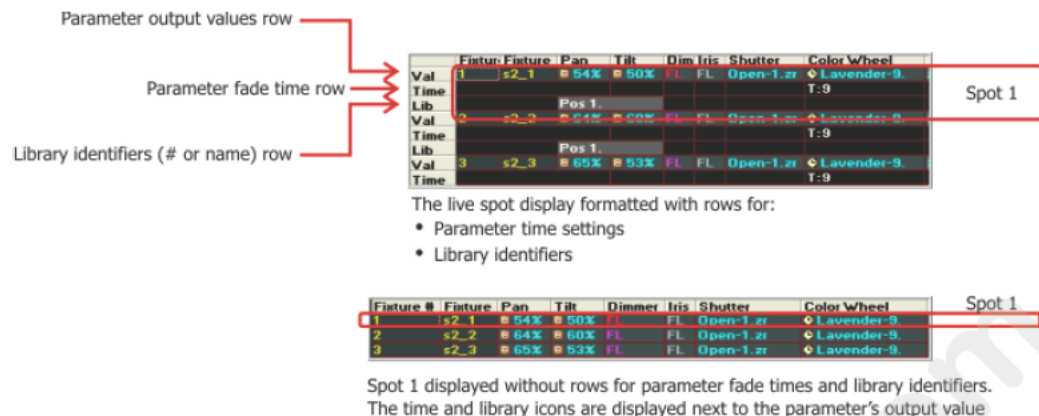 Parameter output values row
Parameter fade time row
Library identifiers (# or name) row
Fixtur Fixture Pan Tilt Dim Iris Shutter Color Wheel
Val 1 s2_1 54% 50% FL FL Open-1.zr Lavender-9.
Time T:9
Lib Pos 1.
Val 2 s2_2 64% 60% FL FL Open-1.zr Lavender-9.
Time T:9
Lib Pos 1.
Val 3 s2_3 65% 53% FL FL Open-1.zr Lavender-9.
Time T:9
Spot 1
The live spot display formatted with rows for:
• Parameter time settings
• Library identifiers
Fixture # Fixture Pan Tilt Dimmer Iris Shutter Color Wheel
1 s2_1 54% 50% FL FL Open-1.zr Lavender-9.
2 s2_2 64% 60% FL FL Open-1.zr Lavender-9.
3 s2_3 65% 53% FL FL Open-1.zr Lavender-9.
Spot 1
Spot 1 displayed without rows for parameter fade times and library identifiers.
The time and library icons are displayed next to the parameter's output value